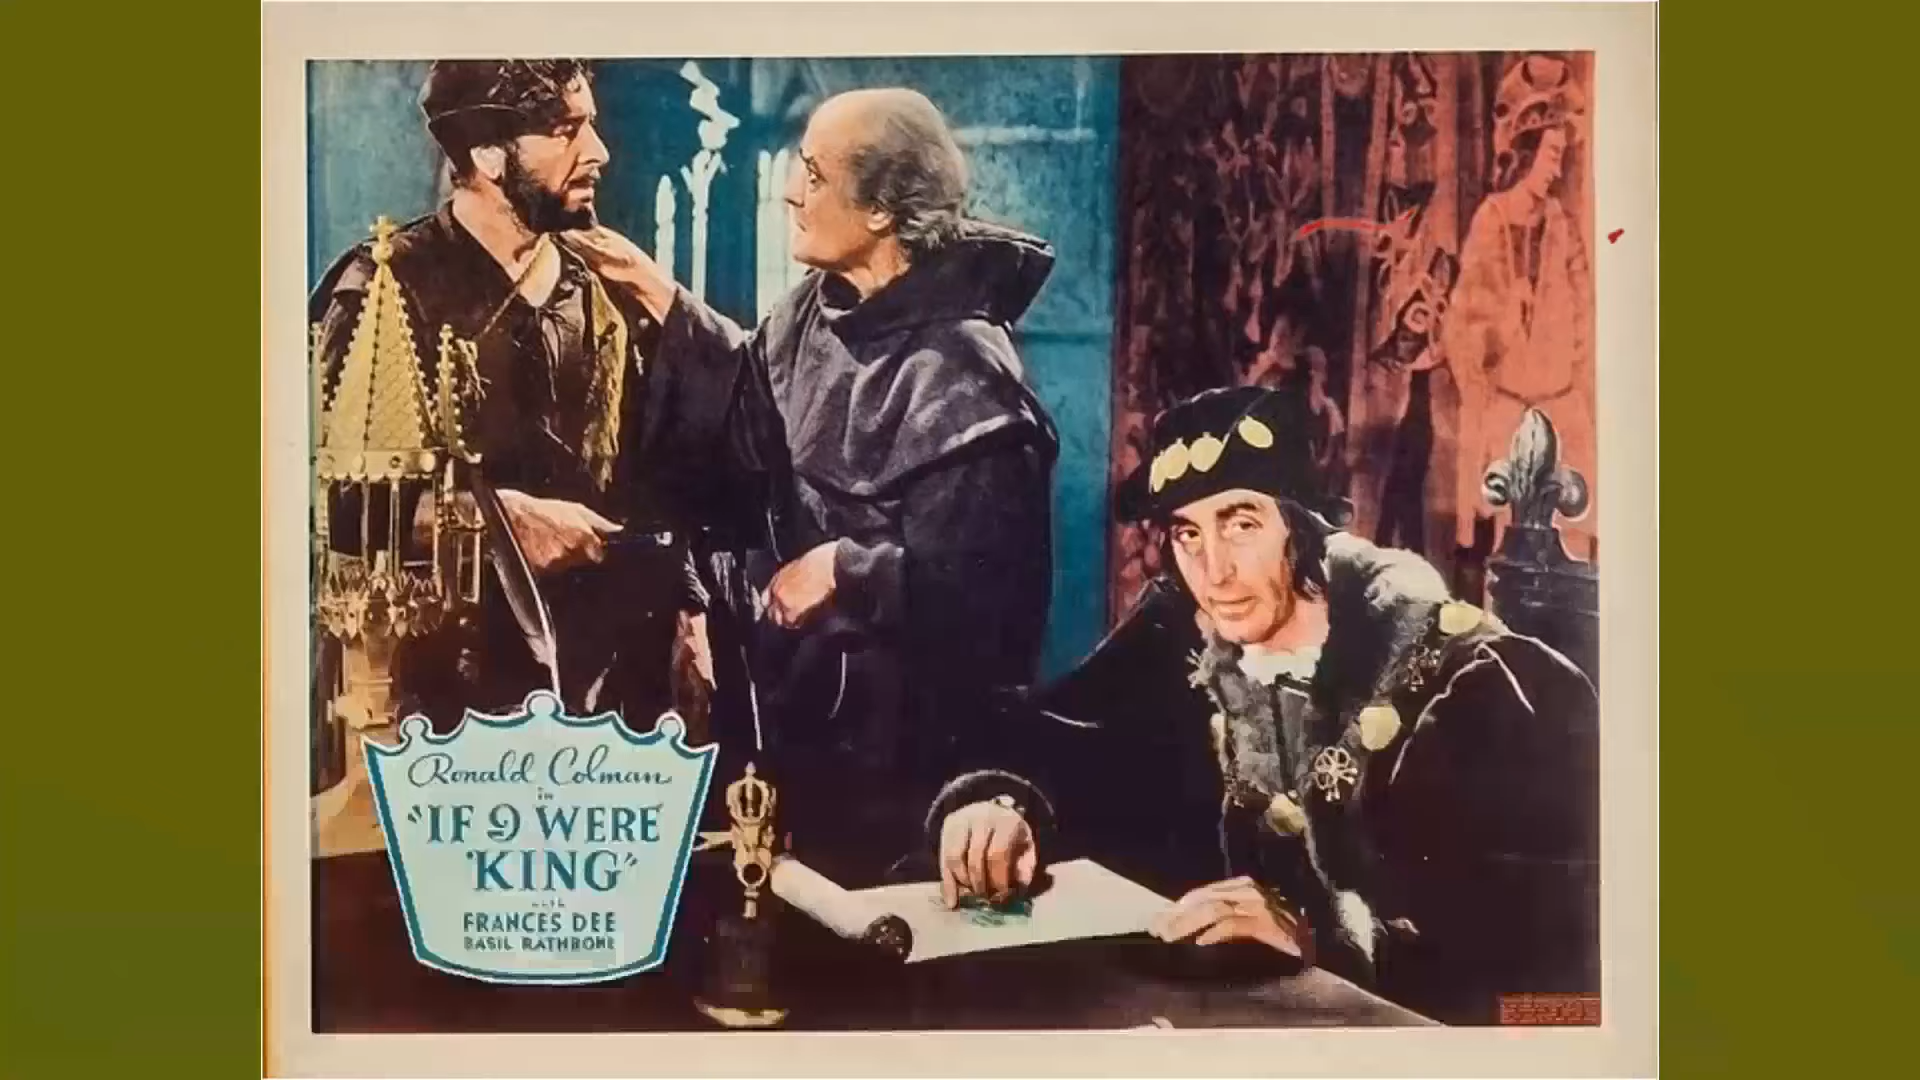 Ronald Colman
in
"IF I WERE
KING"
WITH
FRANCES DEE
BASIL RATHBONE